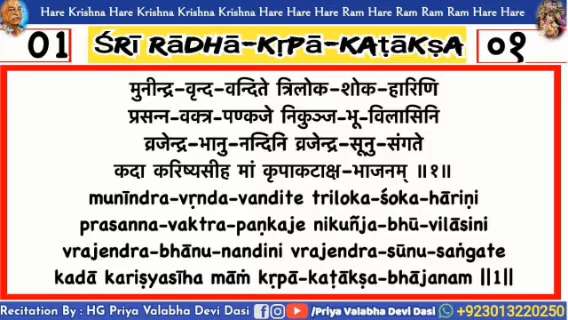 Hare Krishna Hare Krishna Krishna Krishna Hare Hare Hare Ram Hare Ram Ram Ram Hare Hare
01 ŚRĪ RāDHā-KṛPā-KAṭāKṣA ०१
मुनीन्द्र-वृन्द-वन्दिते त्रिलोक-शोक-हारिणि
प्रसन्न-वक्त्र-पण्कजे निकुञ्ज-भू-विलासिनि
व्रजेन्द्र-भानु-नन्दिनि व्रजेन्द्र-सूनु-संगते
कदा करिष्यसीह मां कृपाकटाक्ष-भाजनम् ॥१॥
munīndra-vṛnda-vandite triloka-śoka-hāriṇi
prasanna-vaktra-paṇkaje nikuñja-bhū-vilāsini
vrajendra-bhānu-nandini vrajendra-sūnu-saṅgate
kadā kariṣyasīha māṁ kṛpā-kaṭākṣa-bhājanam ||1||
Recitation By : HG Priya Valabha Devi Dasi /Priya Valabha Devi Dasi +923013220250